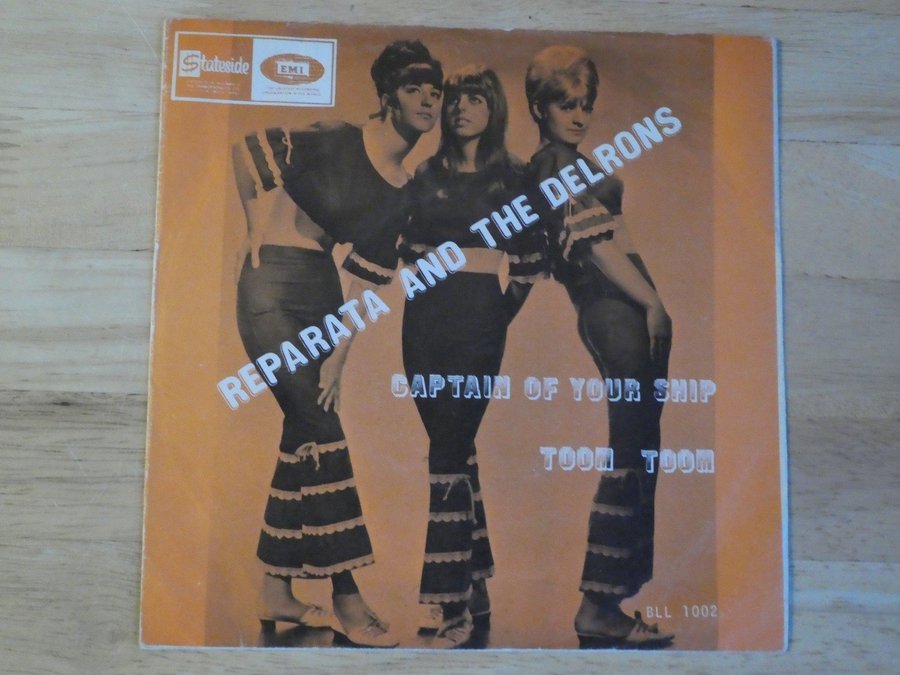 Stateside
EMI
REPARATA AND THE DELRONS
CAPTAIN OF YOUR SHIP
TOOM TOOM
BLL 1002